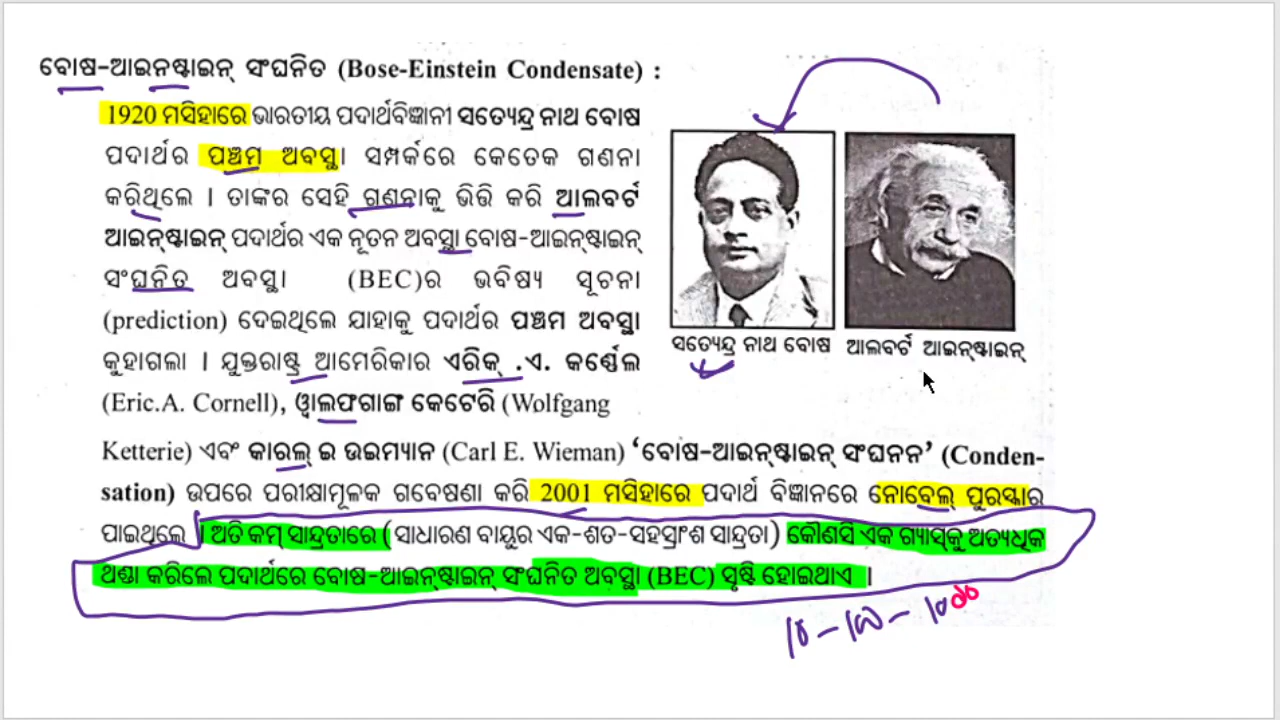 ବୋଷ-ଆଇନଷ୍ଟାଇନ୍ ସଂଘନିତ (Bose-Einstein Condensate) :
1920 ମସିହାରେ ଭାରତୀୟ ପଦାର୍ଥବିଜ୍ଞାନୀ ସତ୍ୟେନ୍ଦ୍ର ନାଥ ବୋଷ
ପଦାର୍ଥର ପଞ୍ଚମ ଅବସ୍ଥା ସମ୍ପର୍କରେ କେତେକ ଗଣନା
କରିଥିଲେ । ତାଙ୍କର ସେହି ଗଣନାକୁ ଭିତ୍ତି କରି ଆଲବର୍ଟ
ଆଇନ୍‌ଷ୍ଟାଇନ୍ ପଦାର୍ଥର ଏକ ନୂତନ ଅବସ୍ଥା ବୋଷ-ଆଇନ୍‌ଷ୍ଟାଇନ୍
ସଂଘନିତ ଅବସ୍ଥା (BEC)ର ଭବିଷ୍ୟ ସୂଚନା
(prediction) ଦେଇଥିଲେ ଯାହାକୁ ପଦାର୍ଥର ପଞ୍ଚମ ଅବସ୍ଥା
କୁହାଗଲା । ଯୁକ୍ତରାଷ୍ଟ୍ର ଆମେରିକାର ଏରିକ୍ .ଏ. କର୍ଣ୍ଣେଲ
(Eric.A. Cornell), ୱାଲଫଗାଙ୍ଗ କେଟେରି (Wolfgang
Ketterie) ଏବଂ କାରଲ୍ ଇ ଉଇମ୍ୟାନ (Carl E. Wieman) ‘ବୋଷ-ଆଇନ୍‌ଷ୍ଟାଇନ୍ ସଂଘନନ’ (Conden-
sation) ଉପରେ ପରୀକ୍ଷାମୂଳକ ଗବେଷଣା କରି 2001 ମସିହାରେ ପଦାର୍ଥ ବିଜ୍ଞାନରେ ନୋବେଲ୍ ପୁରସ୍କାର
ପାଇଥିଲେ । ଅତି କମ୍ ସାନ୍ଦ୍ରତାରେ (ସାଧାରଣ ବାୟୁର ଏକ-ଶତ-ସହସ୍ରାଂଶ ସାନ୍ଦ୍ରତା) କୌଣସି ଏକ ଗ୍ୟାସ୍‌କୁ ଅତ୍ୟଧିକ
ଥଣ୍ଡା କରିଲେ ପଦାର୍ଥରେ ବୋଷ-ଆଇନ୍‌ଷ୍ଟାଇନ୍ ସଂଘନିତ ଅବସ୍ଥା (BEC) ସୃଷ୍ଟି ହୋଇଥାଏ ।
ସତ୍ୟେନ୍ଦ୍ର ନାଥ ବୋଷ ଆଲବର୍ଟ ଆଇନ୍‌ଷ୍ଟାଇନ୍